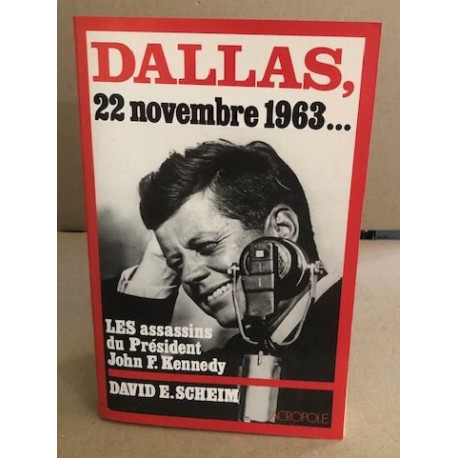 DALLAS,
22 novembre 1963...
LES assassins
du Président
John F. Kennedy
DAVID E. SCHEIM
ACROPOLE